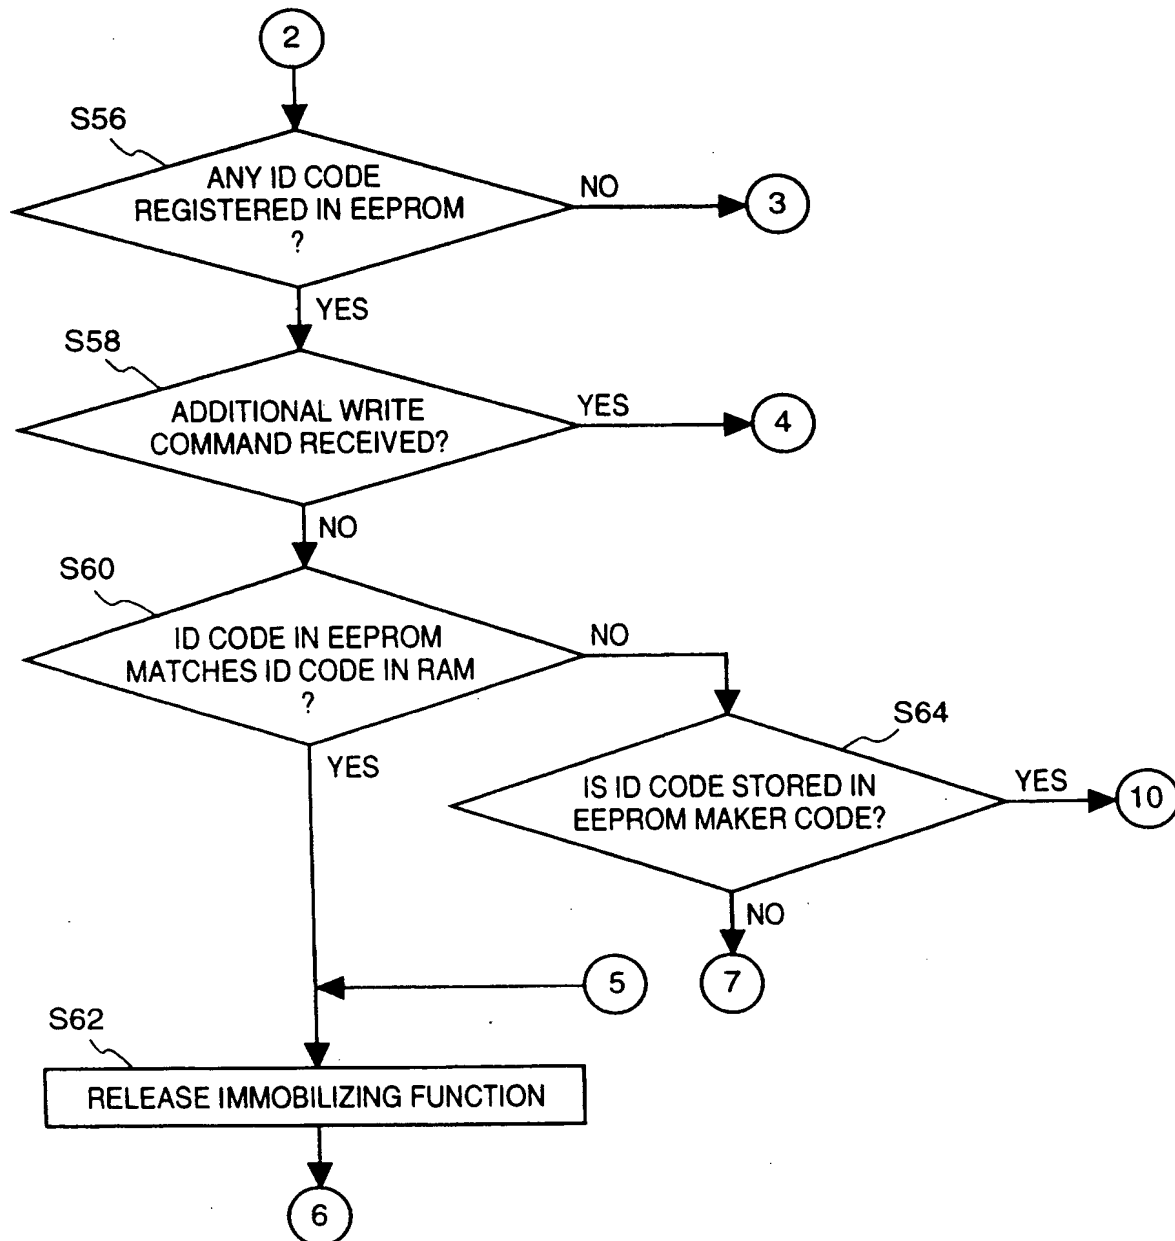 2
S56
ANY ID CODE
REGISTERED IN EEPROM
?
NO
3
YES
S58
ADDITIONAL WRITE
COMMAND RECEIVED?
YES
4
NO
S60
ID CODE IN EEPROM
MATCHES ID CODE IN RAM
?
NO
S64
YES
IS ID CODE STORED IN
EEPROM MAKER CODE?
YES
10
NO
5
7
S62
RELEASE IMMOBILIZING FUNCTION
6